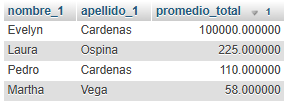 nombre_1 apellido_1 promedio_total 1
Evelyn Cardenas 100000.000000
Laura Ospina 225.000000
Pedro Cardenas 110.000000
Martha Vega 58.000000